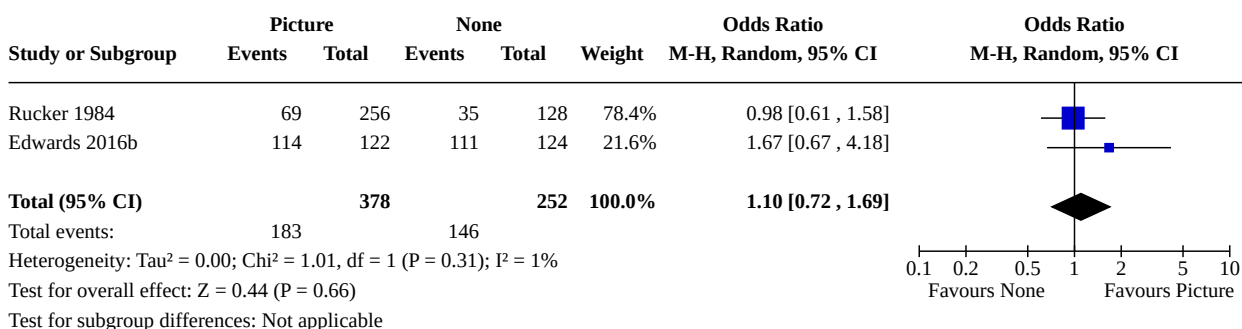 Picture None Odds Ratio Odds Ratio
Study or Subgroup Events Total Events Total Weight M-H, Random, 95% CI M-H, Random, 95% CI
Rucker 1984 69 256 35 128 78.4% 0.98 [0.61 , 1.58]
Edwards 2016b 114 122 111 124 21.6% 1.67 [0.67 , 4.18]
Total (95% CI) 378 252 100.0% 1.10 [0.72 , 1.69]
Total events: 183 146
Heterogeneity: Tau² = 0.00; Chi² = 1.01, df = 1 (P = 0.31); I² = 1%
0.1 0.2 0.5 1 2 5 10
Test for overall effect: Z = 0.44 (P = 0.66)
Favours None Favours Picture
Test for subgroup differences: Not applicable